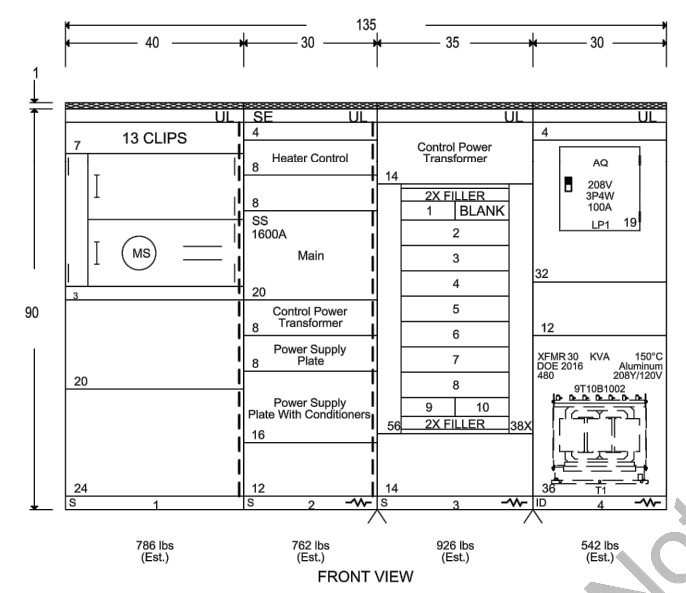 135
40
30
35
30
1
90
UL
SE
UL
UL
UL
13 CLIPS
7
MS
3
20
24
S
1
4
Heater Control
8
8
SS
1600A
Main
20
Control Power
Transformer
8
Power Supply
Plate
8
Power Supply
Plate With Conditioners
16
12
S
2
Control Power
Transformer
14
2X FILLER
1
BLANK
2
3
4
5
6
7
8
9
10
56
2X FILLER
38X
14
S
3
4
AQ
208V
3P4W
100A
LP1
19
32
12
XFMR 30 KVA 150°C
DOE 2016 Aluminum
480 208Y/120V
9T10B1002
36
T1
ID
4
786 lbs
(Est.)
762 lbs
(Est.)
926 lbs
(Est.)
542 lbs
(Est.)
FRONT VIEW
Not